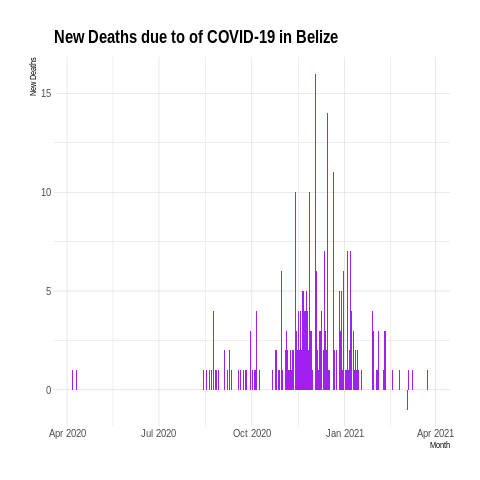 New Deaths due to of COVID-19 in Belize
New Deaths
15
10
5
0
Apr 2020 Jul 2020 Oct 2020 Jan 2021 Apr 2021
Month